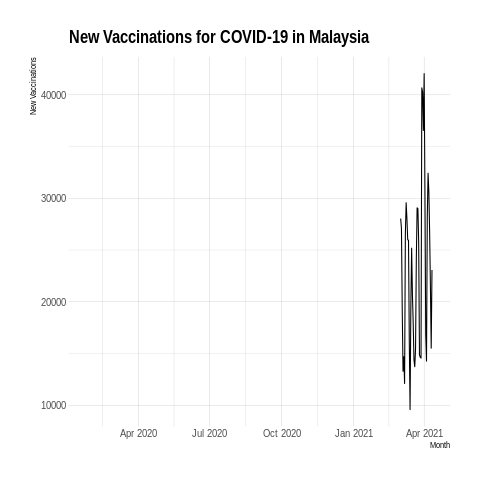 New Vaccinations for COVID-19 in Malaysia
New Vaccinations
40000
30000
20000
10000
Apr 2020 Jul 2020 Oct 2020 Jan 2021 Apr 2021
Month